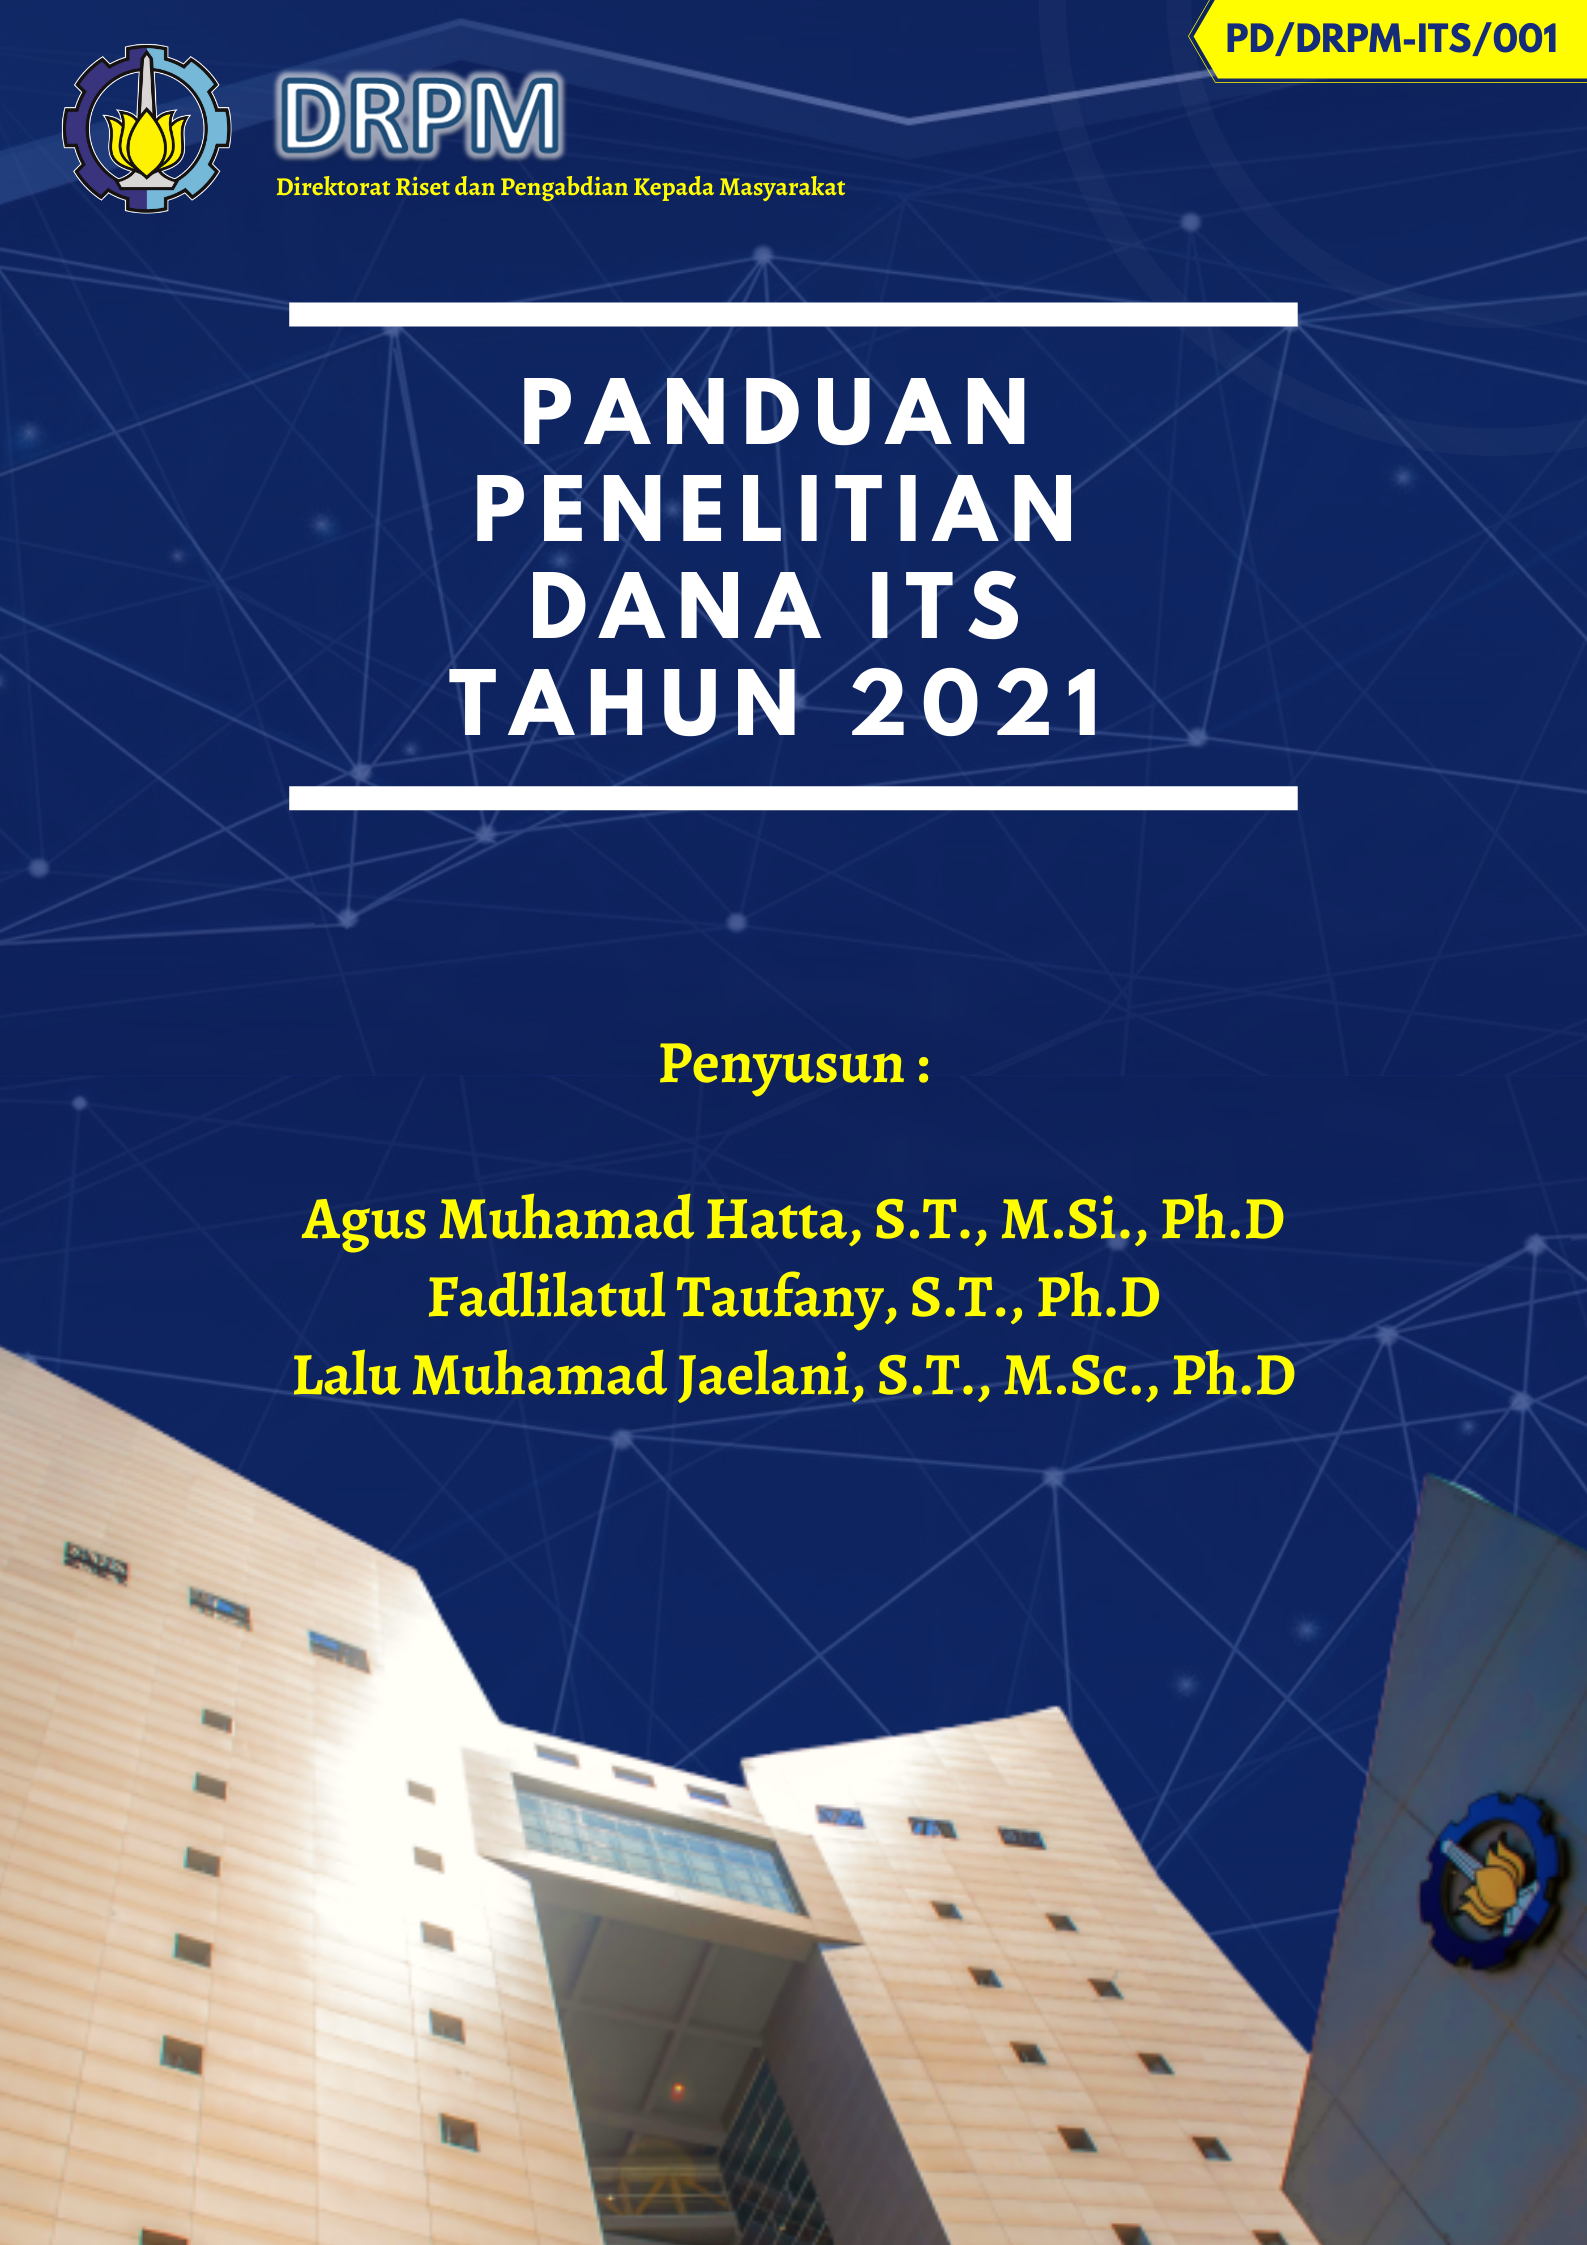 PD/DRPM-ITS/001
DRPM
Direktorat Riset dan Pengabdian Kepada Masyarakat
PANDUAN
PENELITIAN
DANA ITS
TAHUN 2021
Penyusun :
Agus Muhamad Hatta, S.T., M.Si., Ph.D
Fadlilatul Taufany, S.T., Ph.D
Lalu Muhamad Jaelani, S.T., M.Sc., Ph.D